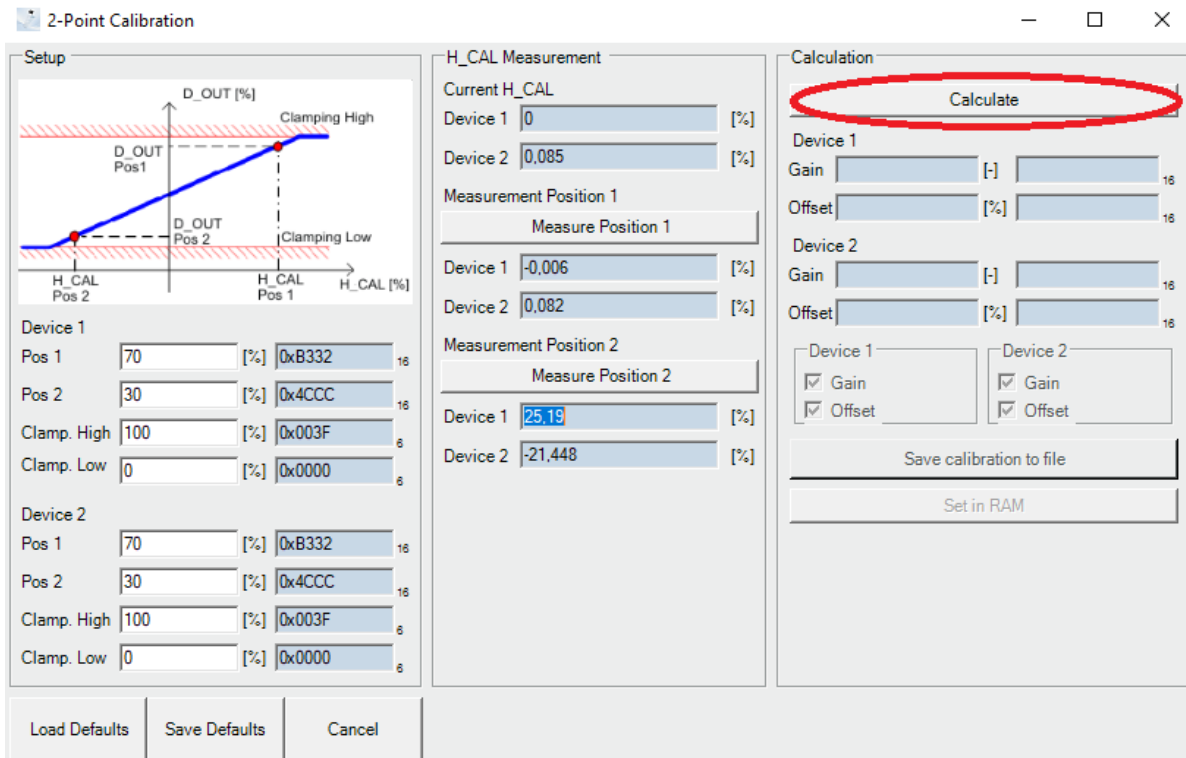 2-Point Calibration
Setup
D_OUT [%]
Clamping High
D_OUT
Pos1
D_OUT
Pos 2
Clamping Low
H_CAL
Pos 2
H_CAL
Pos 1
H_CAL [%]
Device 1
Pos 1 70 [%] 0xB332 16
Pos 2 30 [%] 0x4CCC 16
Clamp. High 100 [%] 0x003F 6
Clamp. Low 0 [%] 0x0000 6
Device 2
Pos 1 70 [%] 0xB332 16
Pos 2 30 [%] 0x4CCC 16
Clamp. High 100 [%] 0x003F 6
Clamp. Low 0 [%] 0x0000 6
H_CAL Measurement
Current H_CAL
Device 1 0 [%]
Device 2 0,085 [%]
Measurement Position 1
Measure Position 1
Device 1 -0,006 [%]
Device 2 0,082 [%]
Measurement Position 2
Measure Position 2
Device 1 25,19 [%]
Device 2 -21,448 [%]
Calculation
Calculate
Device 1
Gain [-] 16
Offset [%] 16
Device 2
Gain [-] 16
Offset [%] 16
Device 1
Gain
Offset
Device 2
Gain
Offset
Save calibration to file
Set in RAM
Load Defaults
Save Defaults
Cancel